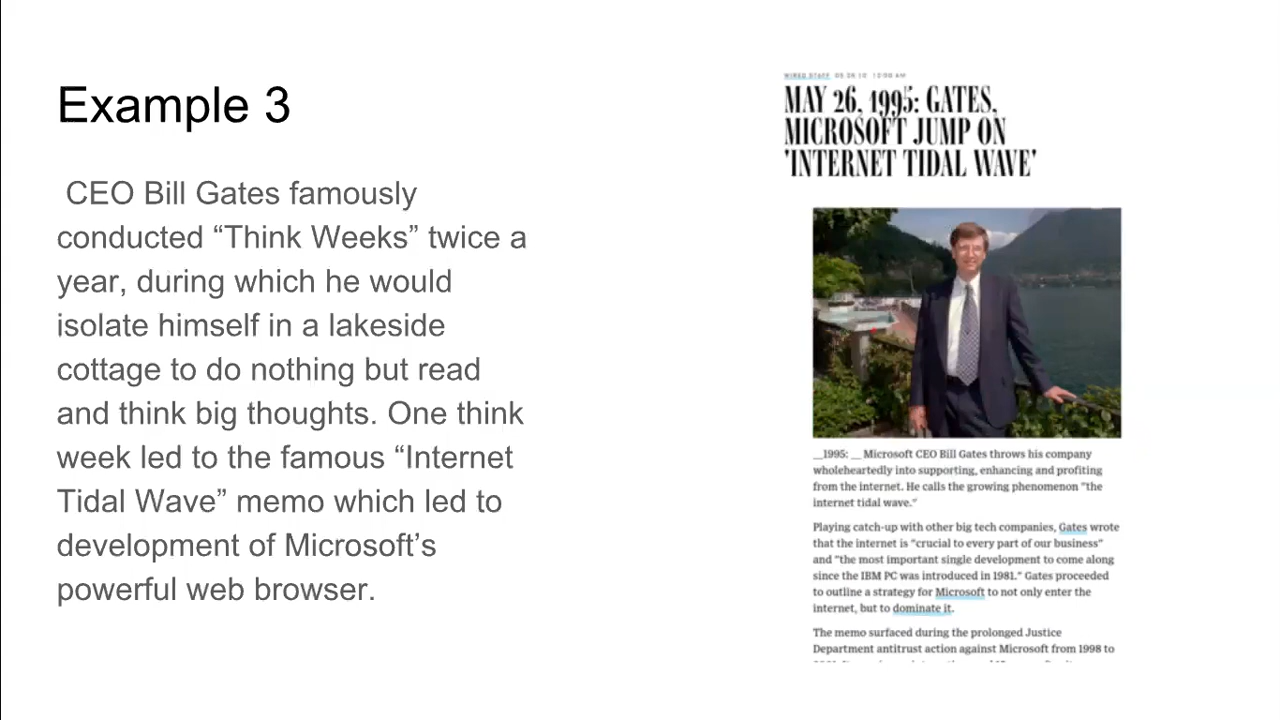 Example 3
CEO Bill Gates famously
conducted “Think Weeks” twice a
year, during which he would
isolate himself in a lakeside
cottage to do nothing but read
and think big thoughts. One think
week led to the famous “Internet
Tidal Wave” memo which led to
development of Microsoft’s
powerful web browser.
WIRED STAFF
MAY 26, 1995: GATES,
MICROSOFT JUMP ON
'INTERNET TIDAL WAVE'
__1995: __ Microsoft CEO Bill Gates throws his company
wholeheartedly into supporting, enhancing and profiting
from the internet. He calls the growing phenomenon "the
internet tidal wave."
Playing catch-up with other big tech companies, Gates wrote
that the internet is "crucial to every part of our business"
and "the most important single development to come along
since the IBM PC was introduced in 1981." Gates proceeded
to outline a strategy for Microsoft to not only enter the
internet, but to dominate it.
The memo surfaced during the prolonged Justice
Department antitrust action against Microsoft from 1998 to